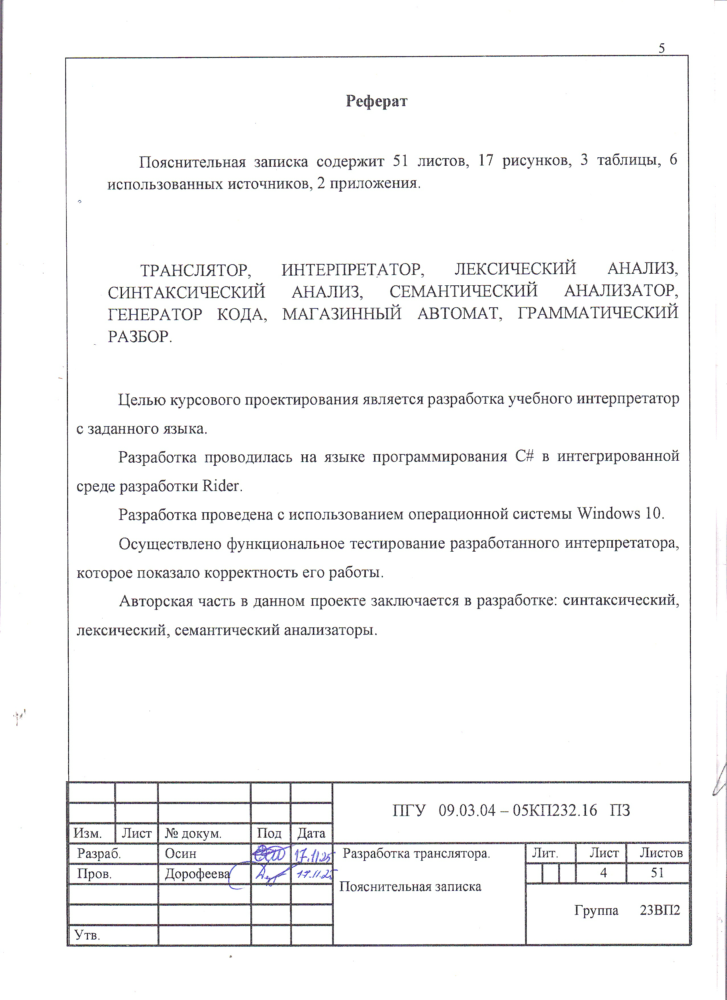 5
Реферат
Пояснительная записка содержит 51 листов, 17 рисунков, 3 таблицы, 6
использованных источников, 2 приложения.
ТРАНСЛЯТОР, ИНТЕРПРЕТАТОР, ЛЕКСИЧЕСКИЙ АНАЛИЗ,
СИНТАКСИЧЕСКИЙ АНАЛИЗ, СЕМАНТИЧЕСКИЙ АНАЛИЗАТОР,
ГЕНЕРАТОР КОДА, МАГАЗИННЫЙ АВТОМАТ, ГРАММАТИЧЕСКИЙ
РАЗБОР.
Целью курсового проектирования является разработка учебного интерпретатор
с заданного языка.
Разработка проводилась на языке программирования C# в интегрированной
среде разработки Rider.
Разработка проведена с использованием операционной системы Windows 10.
Осуществлено функциональное тестирование разработанного интерпретатора,
которое показало корректность его работы.
Авторская часть в данном проекте заключается в разработке: синтаксический,
лексический, семантический анализаторы.
ПГУ 09.03.04 – 05КП232.16 ПЗ
Изм. Лист № докум. Под Дата
Разраб. Осин 17.11.25 Разработка транслятора. Лит. Лист Листов
Пров. Дорофеева 17.11.25 4 51
Пояснительная записка
Группа 23ВП2
Утв.